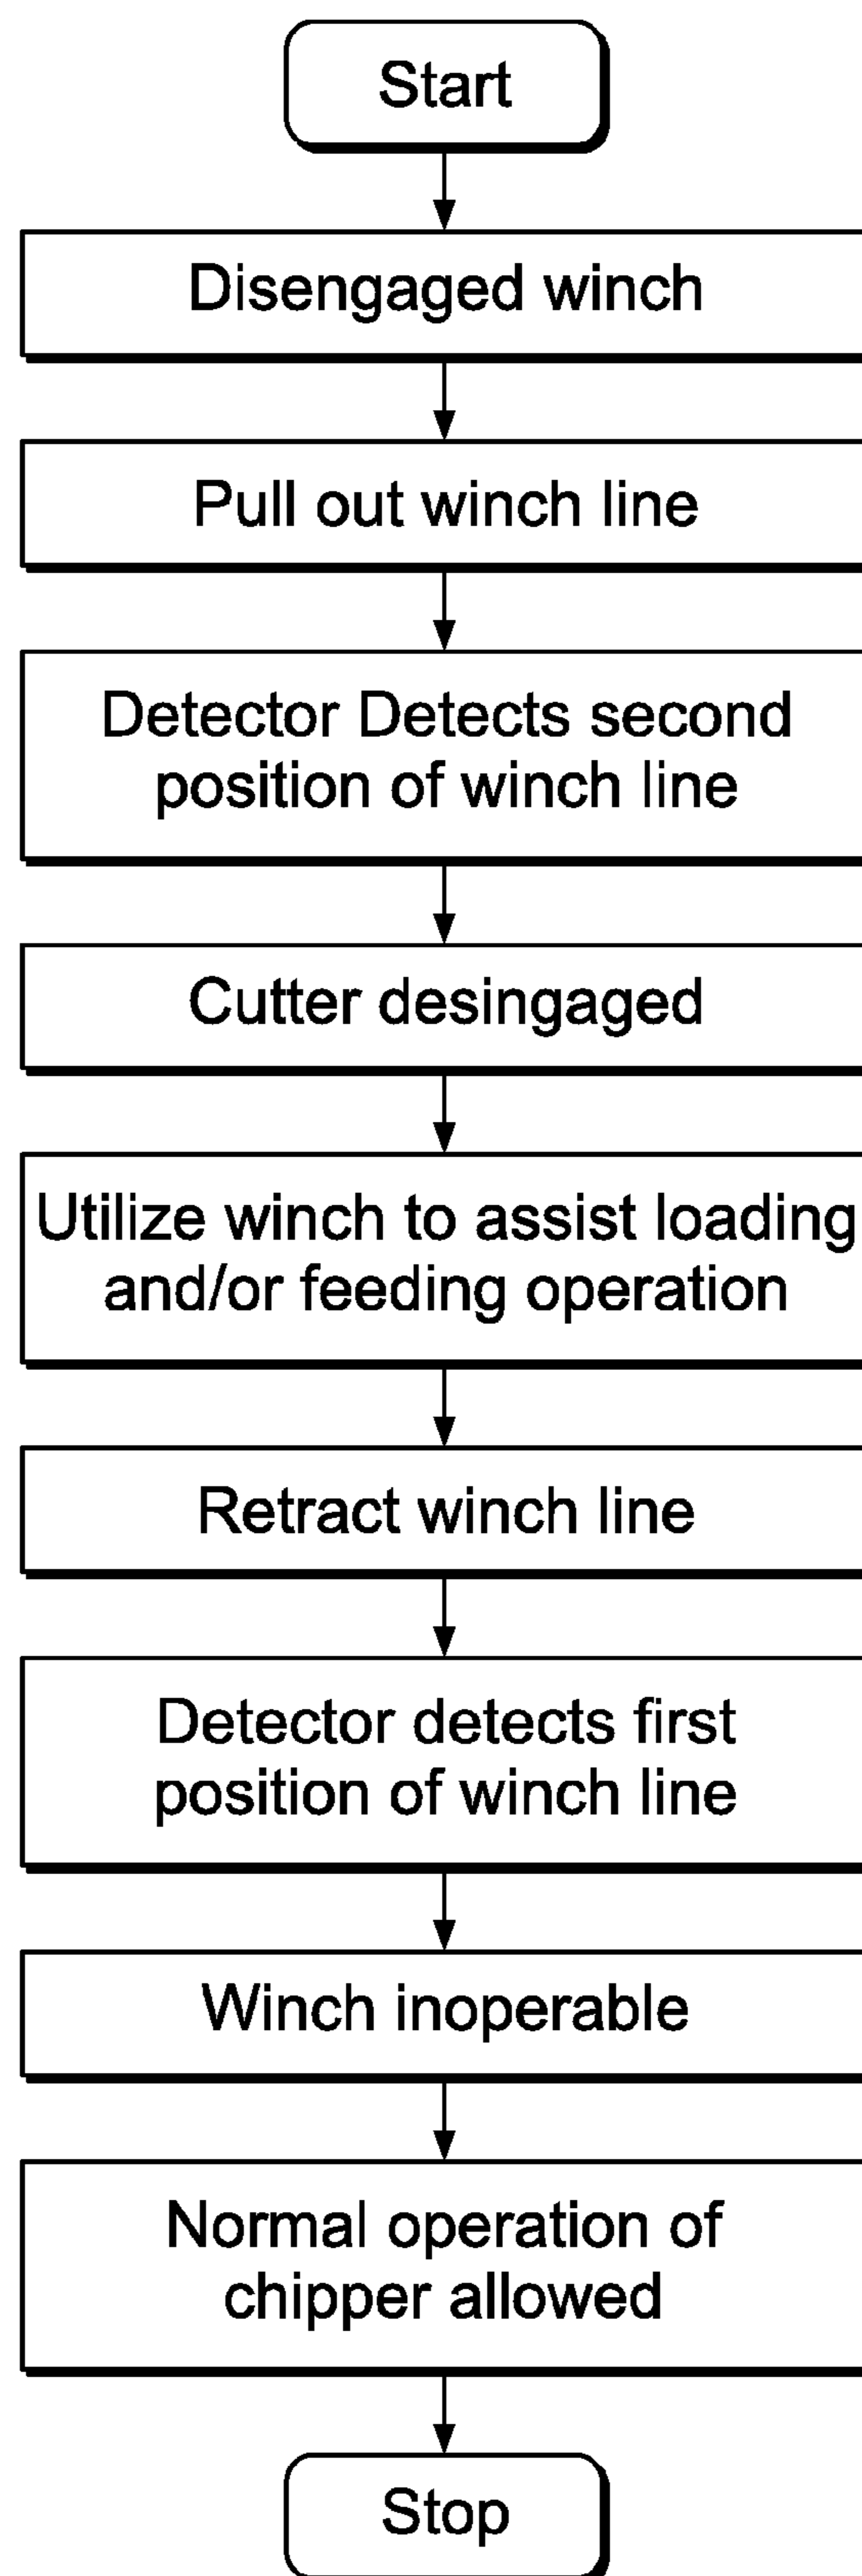 Start
Disengaged winch
Pull out winch line
Detector Detects second
position of winch line
Cutter desingaged
Utilize winch to assist loading
and/or feeding operation
Retract winch line
Detector detects first
position of winch line
Winch inoperable
Normal operation of
chipper allowed
Stop